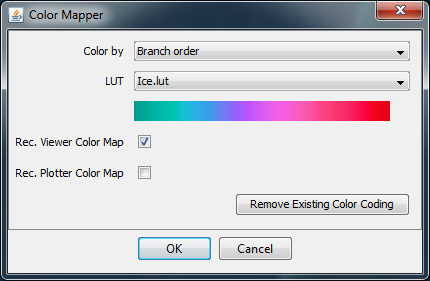 Color Mapper
Color by Branch order
LUT Ice.lut
Rec. Viewer Color Map
Rec. Plotter Color Map
Remove Existing Color Coding
OK Cancel